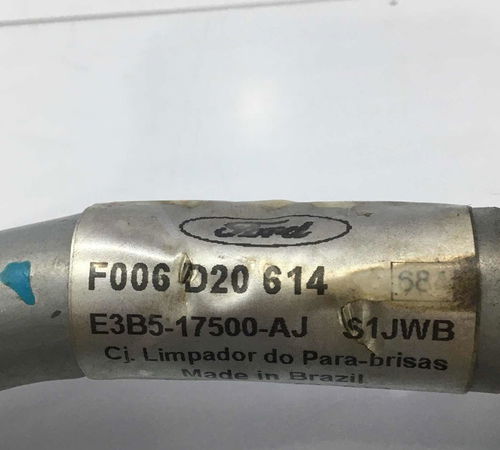 Ford
F006 D20 614
E3B5-17500-AJ S1JWB
Cj. Limpador do Para-brisas
Made in Brazil